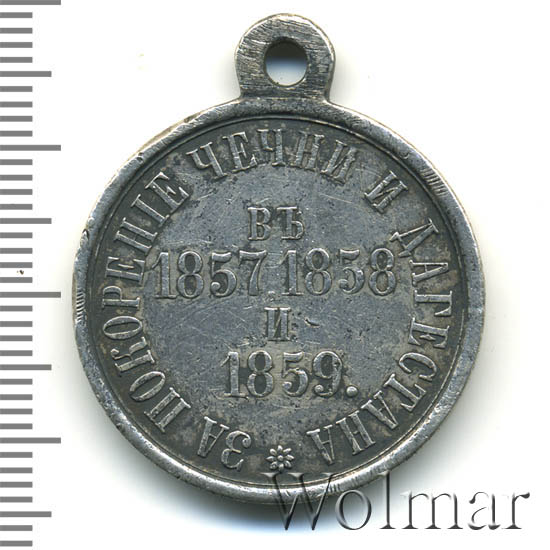 ЗА ПОКОРЕНІЕ ЧЕЧНИ И ДАГЕСТАНА
ВЪ
1857 1858
И
1859.
Wolmar